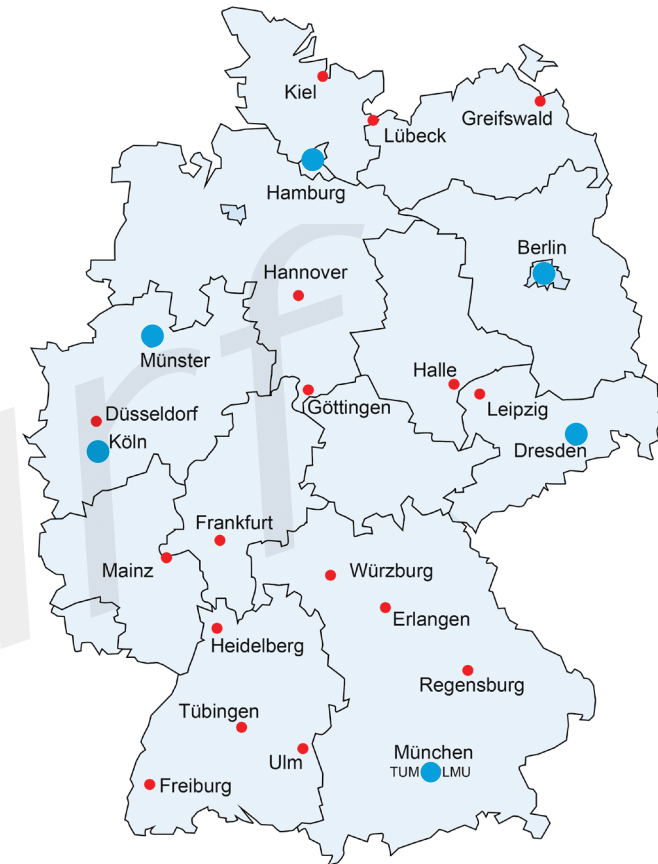 Kiel
Greifswald
Lübeck
Hamburg
Berlin
Hannover
Münster
Halle
Göttingen
Leipzig
Düsseldorf
Köln
Dresden
Frankfurt
Mainz
Würzburg
Erlangen
Heidelberg
Regensburg
Tübingen
München
Ulm
TUM LMU
Freiburg